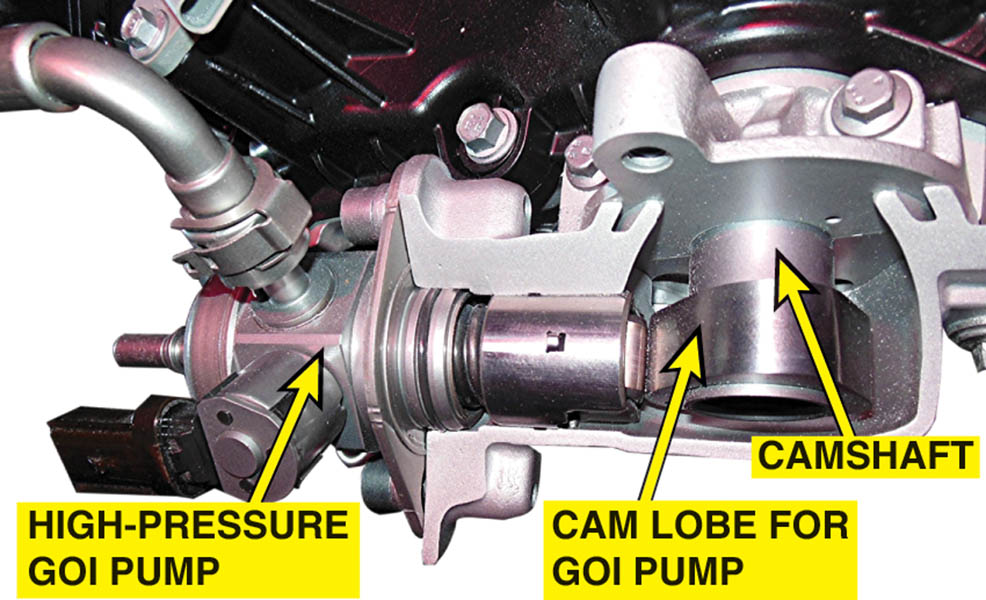 HIGH-PRESSURE
GOI PUMP
CAM LOBE FOR
GOI PUMP
CAMSHAFT